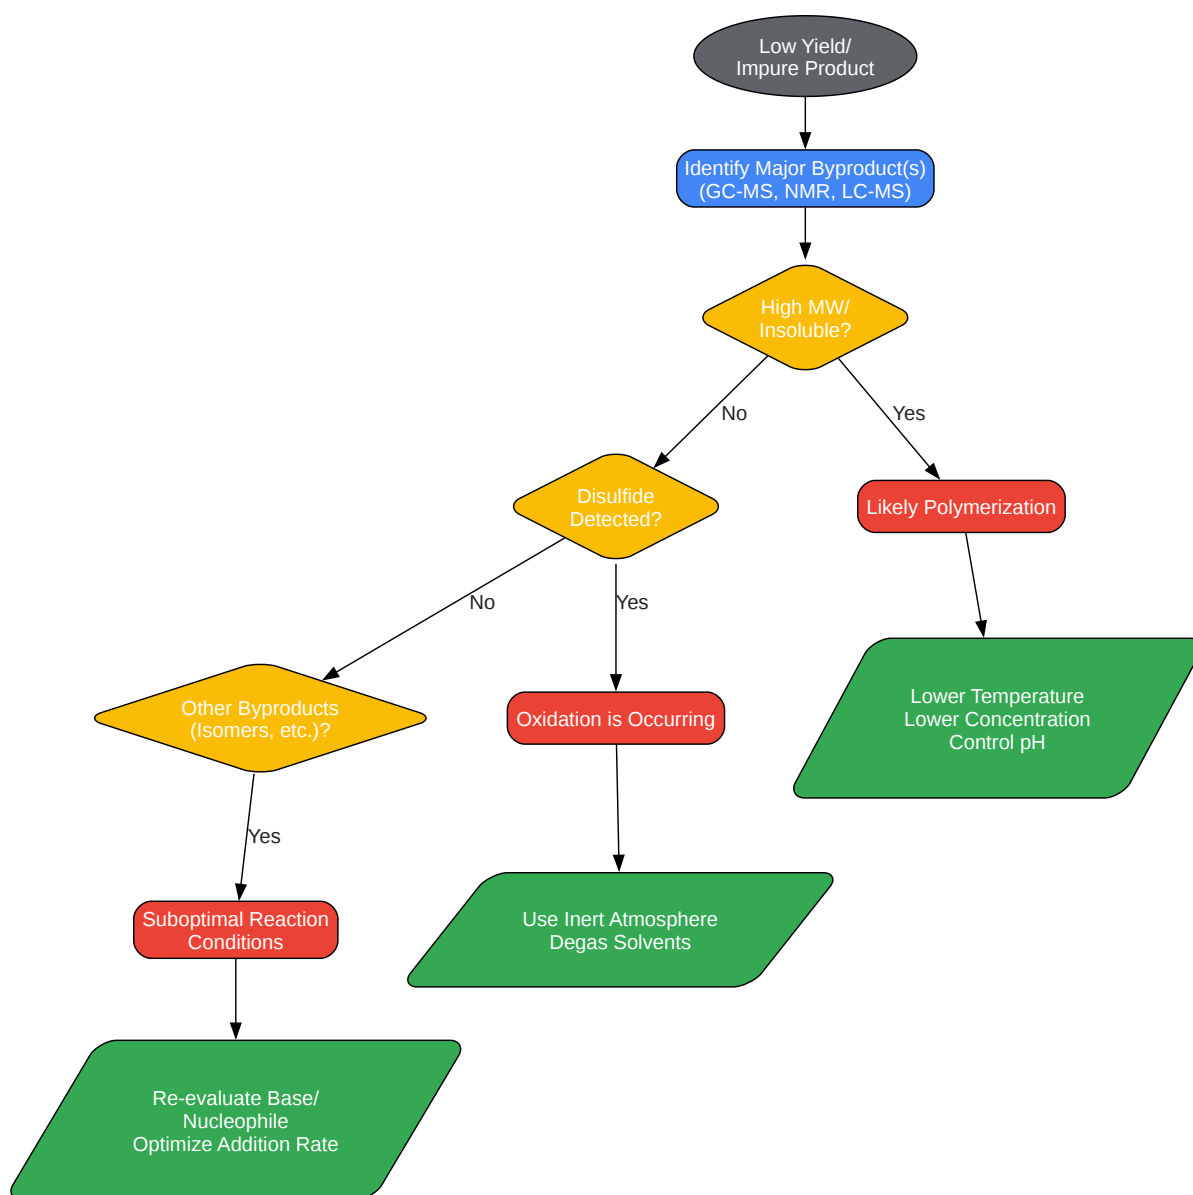 Low Yield/
Impure Product
Identify Major Byproduct(s)
(GC-MS, NMR, LC-MS)
High MW/
Insoluble?
No
Yes
Disulfide
Detected?
Likely Polymerization
No
Yes
Other Byproducts
(Isomers, etc.)?
Oxidation is Occurring
Lower Temperature
Lower Concentration
Control pH
Yes
Suboptimal Reaction
Conditions
Use Inert Atmosphere
Degas Solvents
Re-evaluate Base/
Nucleophile
Optimize Addition Rate